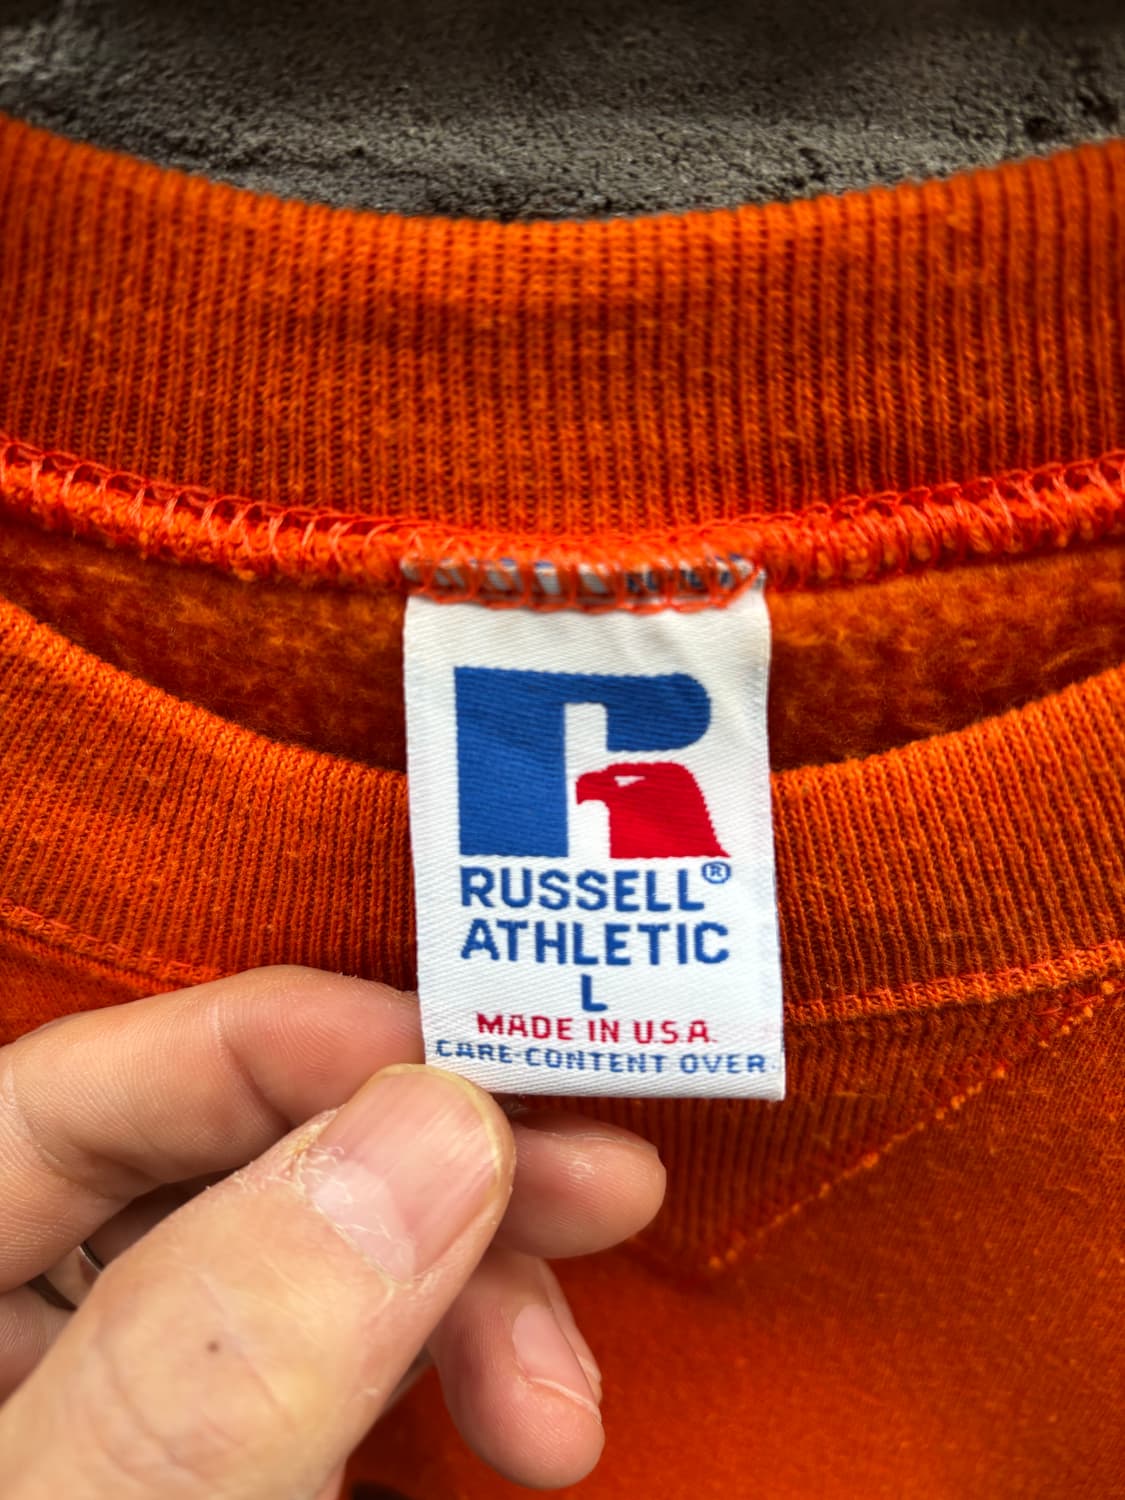 RUSSELL®
ATHLETIC
L
MADE IN U.S.A.
CARE-CONTENT OVER